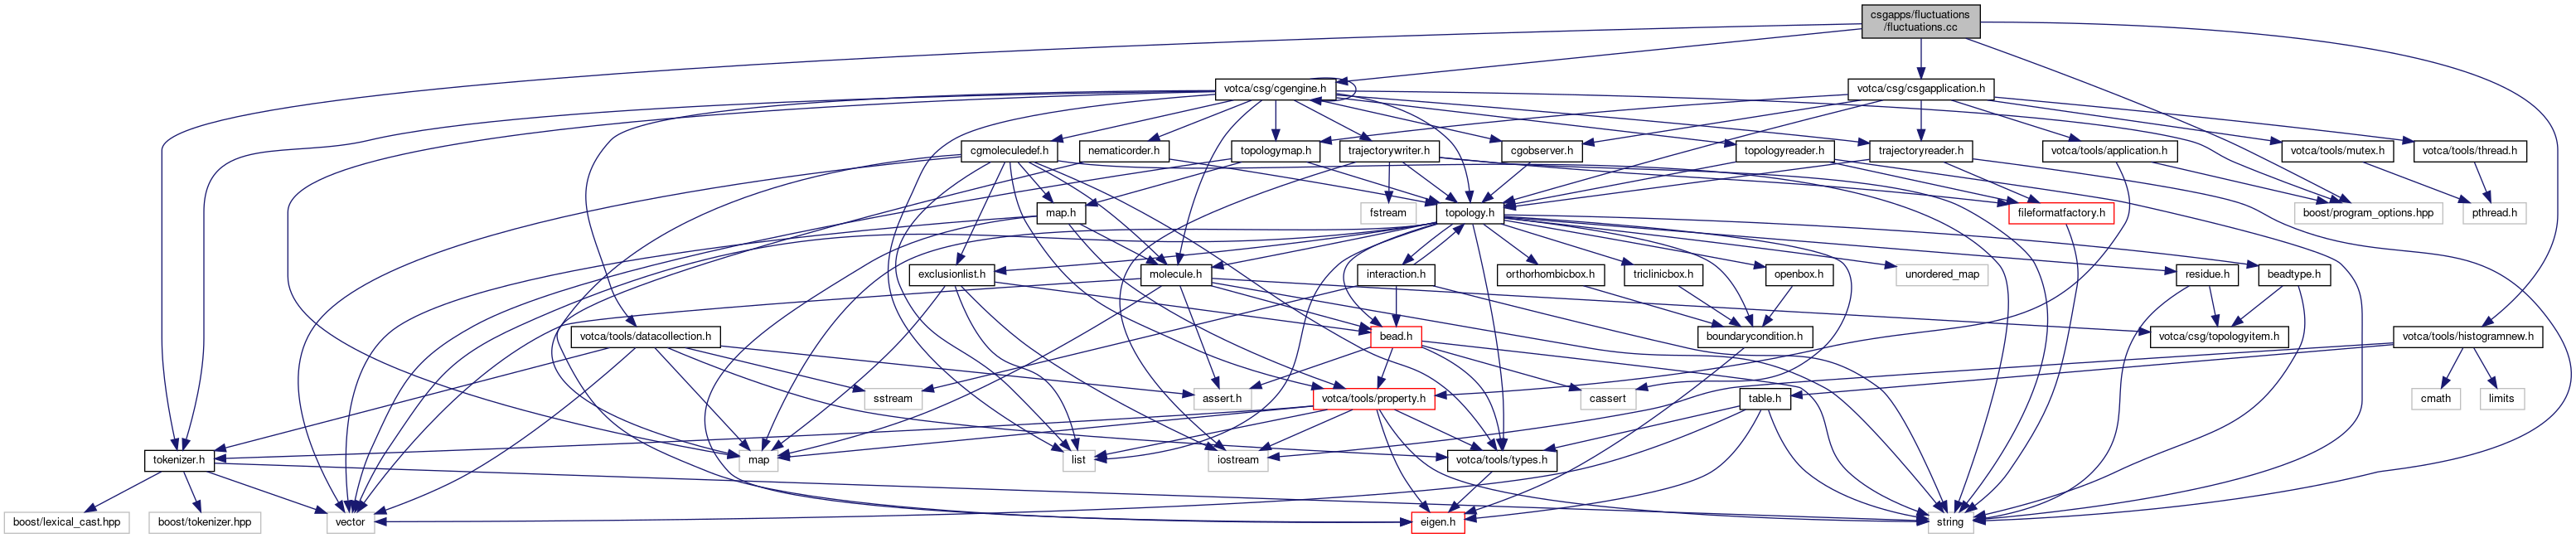 csgapps/fluctuations
/fluctuations.cc
votca/csg/cgengine.h
votca/csg/csgapplication.h
cgmoleculedef.h
nematicorder.h
topologymap.h
trajectorywriter.h
cgobserver.h
topologyreader.h
trajectoryreader.h
votca/tools/application.h
votca/tools/mutex.h
votca/tools/thread.h
map.h
fstream
topology.h
fileformatfactory.h
boost/program_options.hpp
pthread.h
exclusionlist.h
molecule.h
interaction.h
orthorhombicbox.h
triclinicbox.h
openbox.h
unordered_map
residue.h
beadtype.h
votca/tools/datacollection.h
bead.h
boundarycondition.h
votca/csg/topologyitem.h
votca/tools/histogramnew.h
sstream
assert.h
votca/tools/property.h
cassert
table.h
cmath
limits
tokenizer.h
map
list
iostream
votca/tools/types.h
boost/lexical_cast.hpp
boost/tokenizer.hpp
vector
eigen.h
string